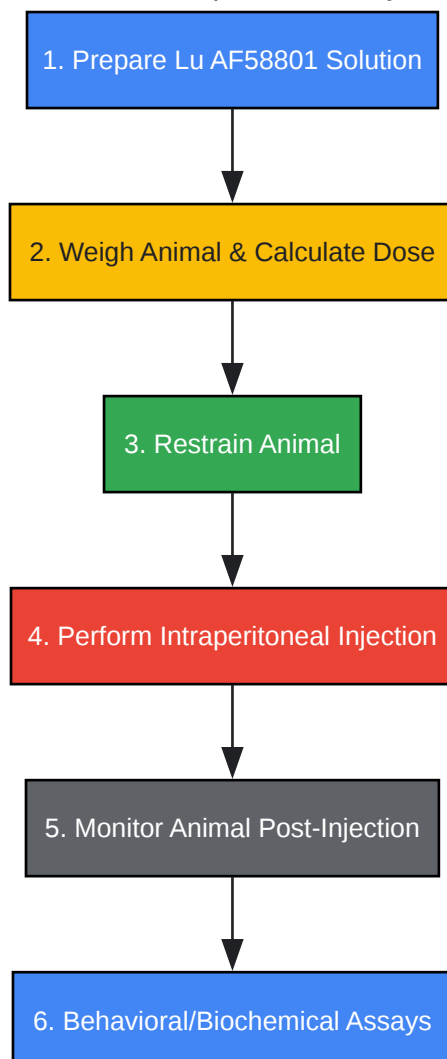 1. Prepare Lu AF58801 Solution
2. Weigh Animal & Calculate Dose
3. Restrain Animal
4. Perform Intraperitoneal Injection
5. Monitor Animal Post-Injection
6. Behavioral/Biochemical Assays